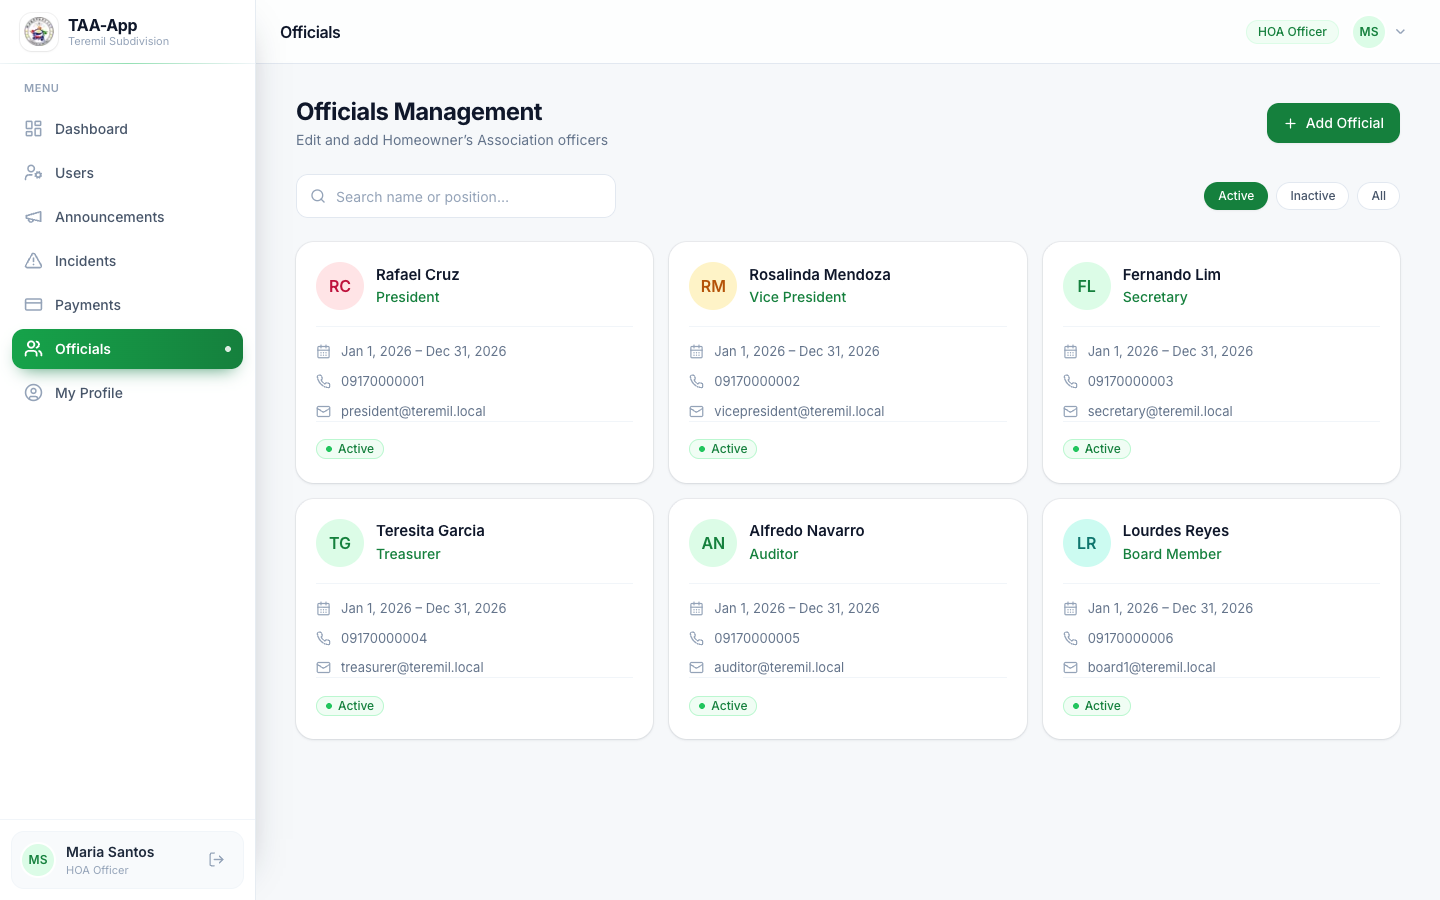 TAA-App
Teremil Subdivision
MENU
Dashboard
Users
Announcements
Incidents
Payments
Officials
My Profile
Maria Santos
HOA Officer
MS
Officials
HOA Officer
MS
Officials Management
Edit and add Homeowner’s Association officers
+ Add Official
Search name or position...
Active
Inactive
All
RC
Rafael Cruz
President
Jan 1, 2026 – Dec 31, 2026
09170000001
president@teremil.local
Active
RM
Rosalinda Mendoza
Vice President
Jan 1, 2026 – Dec 31, 2026
09170000002
vicepresident@teremil.local
Active
FL
Fernando Lim
Secretary
Jan 1, 2026 – Dec 31, 2026
09170000003
secretary@teremil.local
Active
TG
Teresita Garcia
Treasurer
Jan 1, 2026 – Dec 31, 2026
09170000004
treasurer@teremil.local
Active
AN
Alfredo Navarro
Auditor
Jan 1, 2026 – Dec 31, 2026
09170000005
auditor@teremil.local
Active
LR
Lourdes Reyes
Board Member
Jan 1, 2026 – Dec 31, 2026
09170000006
board1@teremil.local
Active